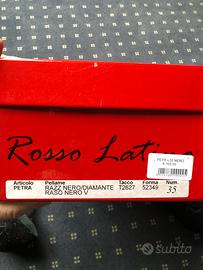 Rosso Latino
PETRA L35 NERO
Articolo Pellame Tacco Forma Num.
PETRA RAZZ NERO/DIAMANTE T2627 52349 35
RASO NERO V
subito